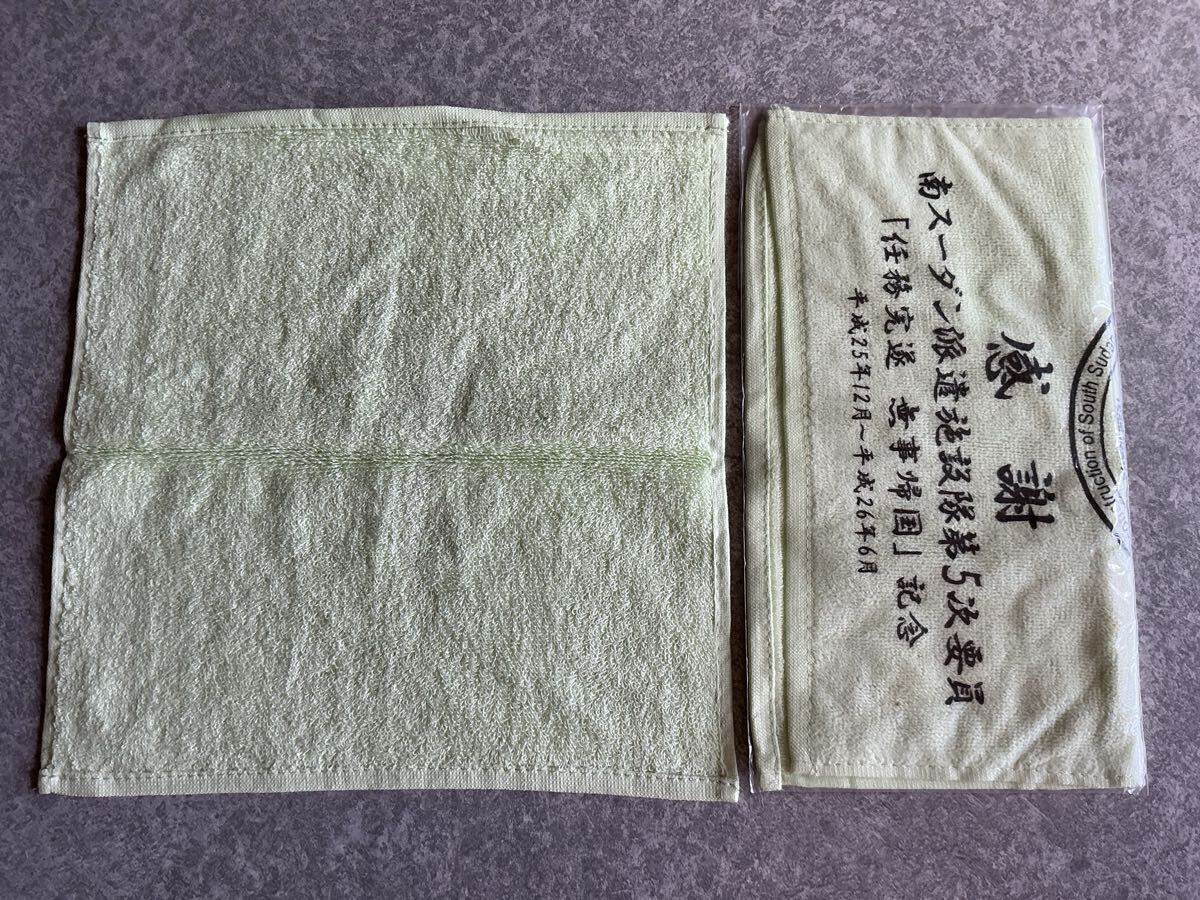 truction of South Sudan
感謝
南スーダン派遣施設隊第5次要員
「任務完遂 無事帰国」記念
平成25年12月～平成26年6月